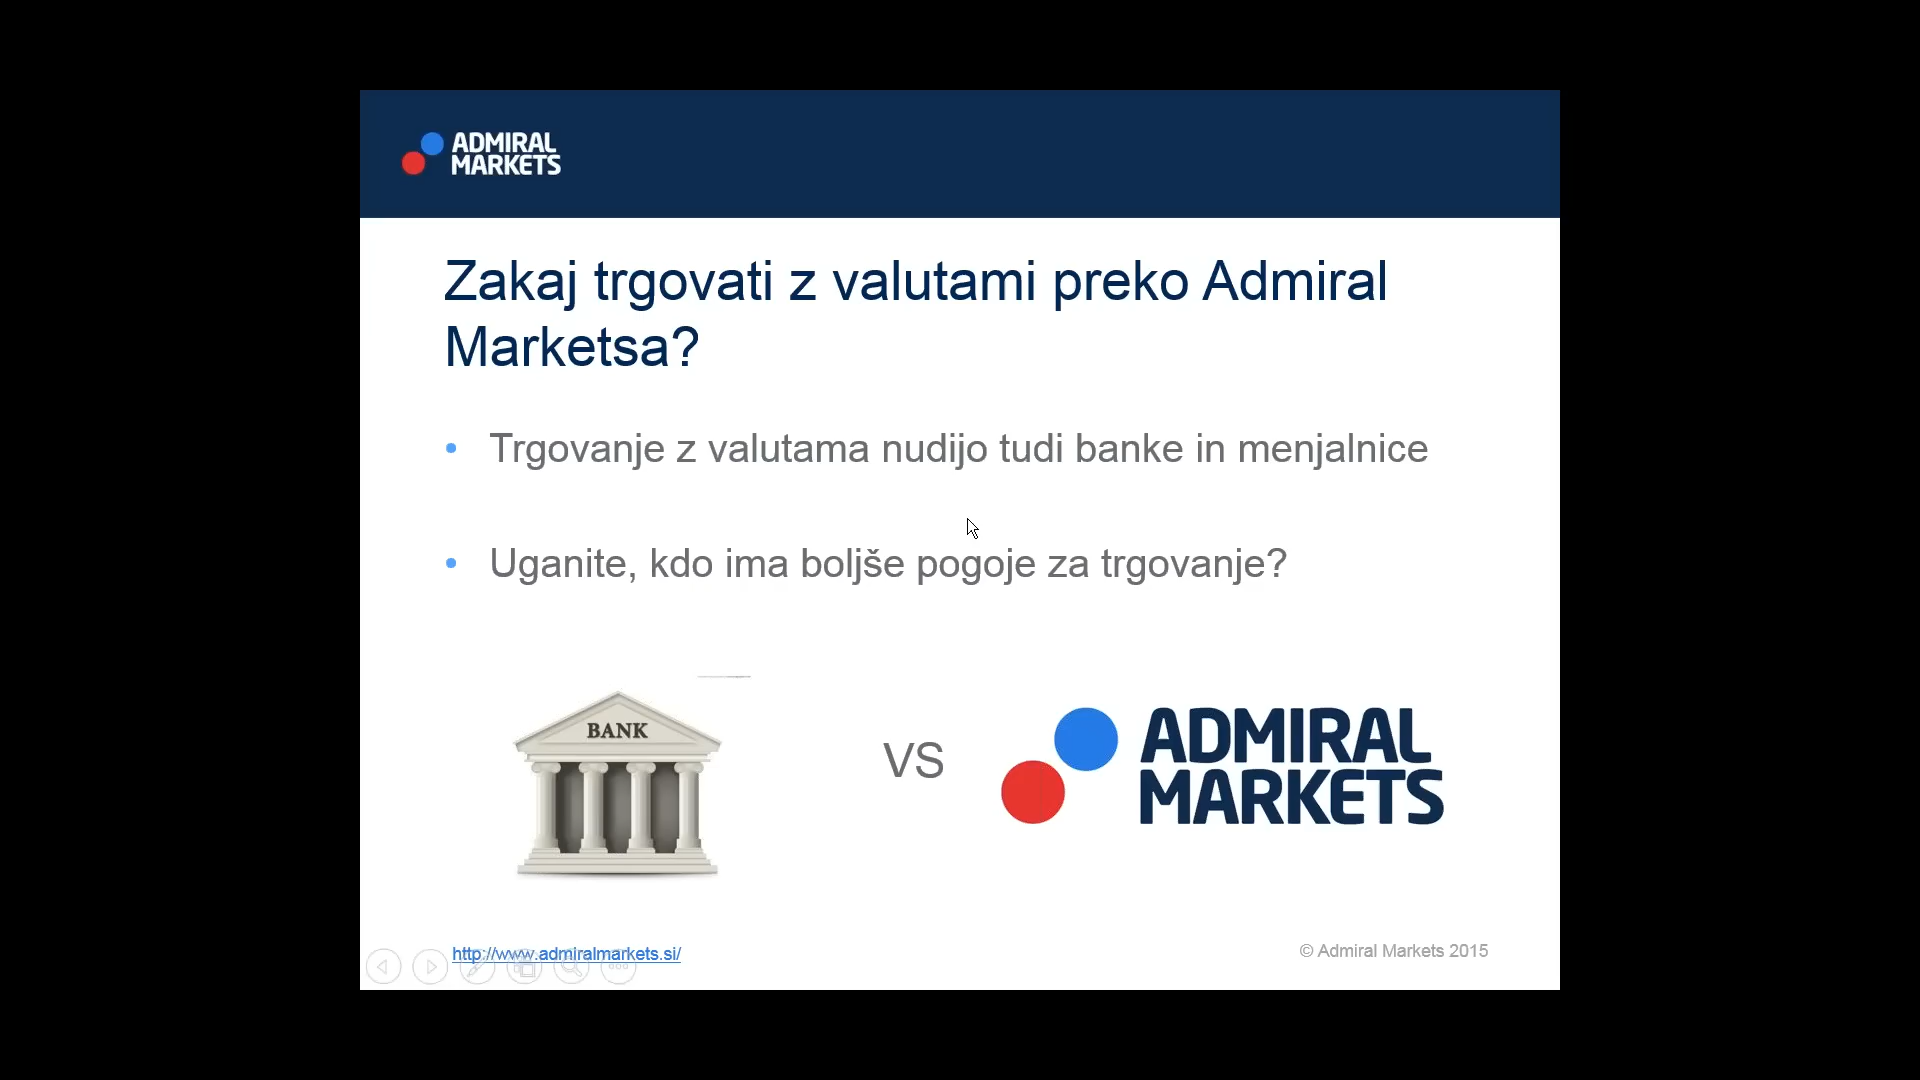 ADMIRAL
MARKETS
Zakaj trgovati z valutami preko Admiral
Marketsa?
• Trgovanje z valutama nudijo tudi banke in menjalnice
• Uganite, kdo ima boljše pogoje za trgovanje?
BANK
VS
ADMIRAL
MARKETS
http://www.admiralmarkets.si/
© Admiral Markets 2015